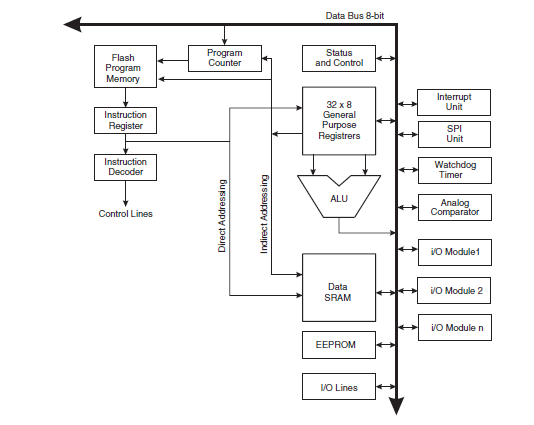 Data Bus 8-bit
Flash
Program
Memory
Program
Counter
Status
and Control
Instruction
Register
32 x 8
General
Purpose
Registrers
Interrupt
Unit
SPI
Unit
Instruction
Decoder
Watchdog
Timer
Control Lines
Direct Addressing
Indirect Addressing
ALU
Analog
Comparator
i/O Module1
Data
SRAM
i/O Module 2
i/O Module n
EEPROM
I/O Lines